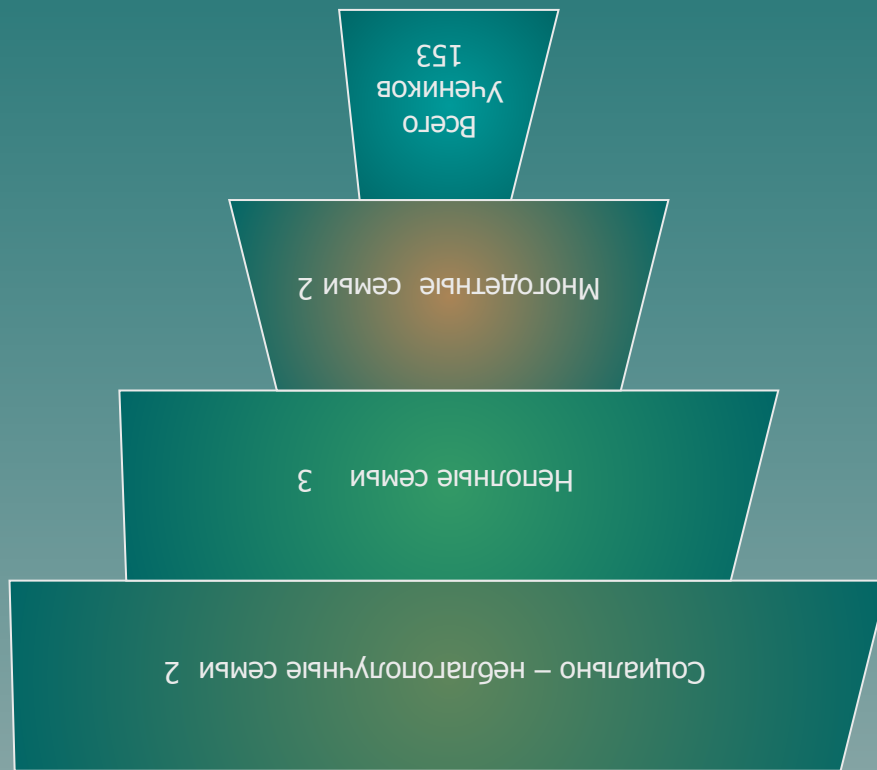 Социально – неблагополучные семьи 2
Неполные семьи 3
Многодетные семьи 2
Всего
Учеников
153